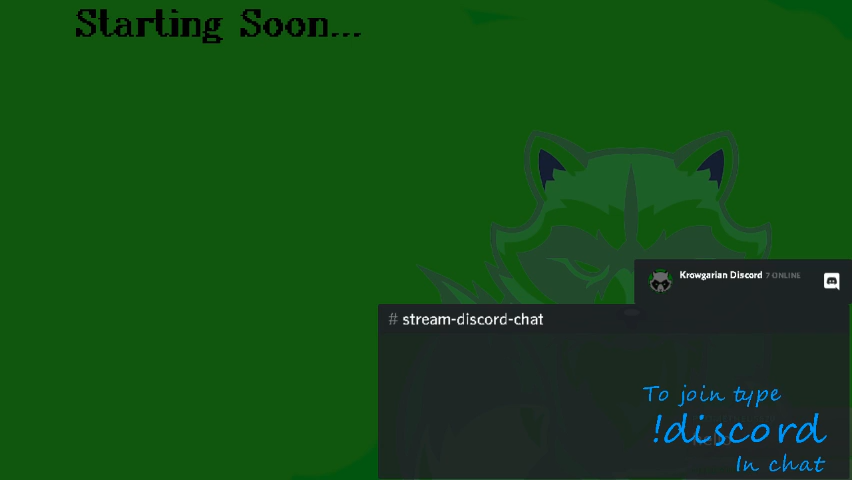 Starting Soon...
Krowgarian Discord 7 ONLINE
# stream-discord-chat
To join type
!discord
In chat